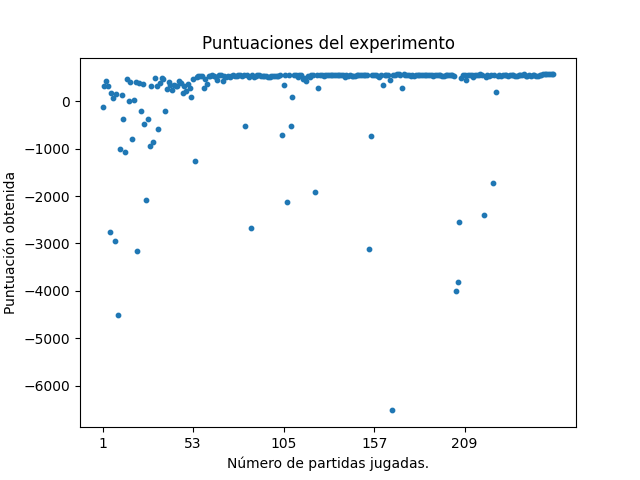 Puntuaciones del experimento
Puntuación obtenida
0
−1000
−2000
−3000
−4000
−5000
−6000
1 53 105 157 209
Número de partidas jugadas.